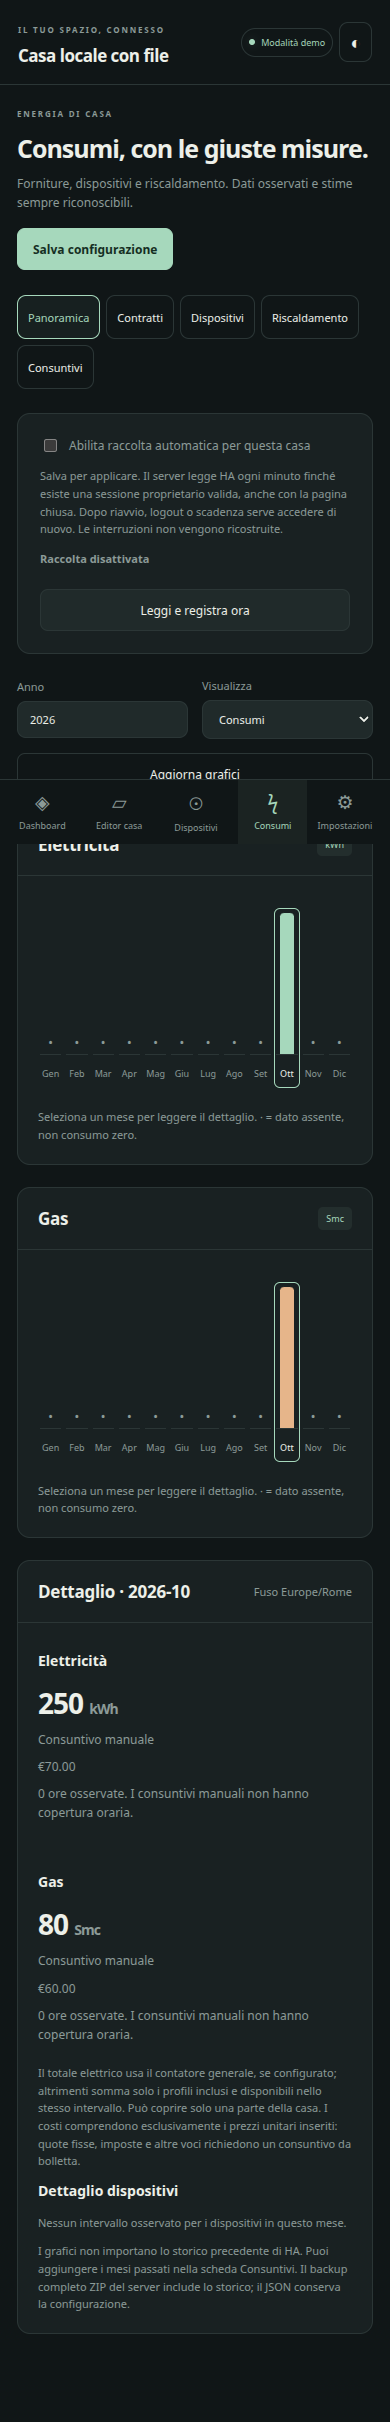 IL TUO SPAZIO, CONNESSO
Casa locale con file
Modalità demo
ENERGIA DI CASA
Consumi, con le giuste misure.
Forniture, dispositivi e riscaldamento. Dati osservati e stime
sempre riconoscibili.
Salva configurazione
Panoramica
Contratti
Dispositivi
Riscaldamento
Consuntivi
Abilita raccolta automatica per questa casa
Salva per applicare. Il server legge HA ogni minuto finché
esiste una sessione proprietario valida, anche con la pagina
chiusa. Dopo riavvio, logout o scadenza serve accedere di
nuovo. Le interruzioni non vengono ricostruite.
Raccolta disattivata
Leggi e registra ora
Anno
Visualizza
2026
Consumi
Aggiorna grafici
Dashboard
Editor casa
Dispositivi
Consumi
Impostazioni
Elettricità
kWh
Gen Feb Mar Apr Mag Giu Lug Ago Set Ott Nov Dic
Seleziona un mese per leggere il dettaglio. · = dato assente,
non consumo zero.
Gas
Smc
Gen Feb Mar Apr Mag Giu Lug Ago Set Ott Nov Dic
Seleziona un mese per leggere il dettaglio. · = dato assente,
non consumo zero.
Dettaglio · 2026-10
Fuso Europe/Rome
Elettricità
250 kWh
Consuntivo manuale
€70.00
0 ore osservate. I consuntivi manuali non hanno
copertura oraria.
Gas
80 Smc
Consuntivo manuale
€60.00
0 ore osservate. I consuntivi manuali non hanno
copertura oraria.
Il totale elettrico usa il contatore generale, se configurato;
altrimenti somma solo i profili inclusi e disponibili nello
stesso intervallo. Può coprire solo una parte della casa. I
costi comprendono esclusivamente i prezzi unitari inseriti:
quote fisse, imposte e altre voci richiedono un consuntivo da
bolletta.
Dettaglio dispositivi
Nessun intervallo osservato per i dispositivi in questo mese.
I grafici non importano lo storico precedente di HA. Puoi
aggiungere i mesi passati nella scheda Consuntivi. Il backup
completo ZIP del server include lo storico; il JSON conserva
la configurazione.